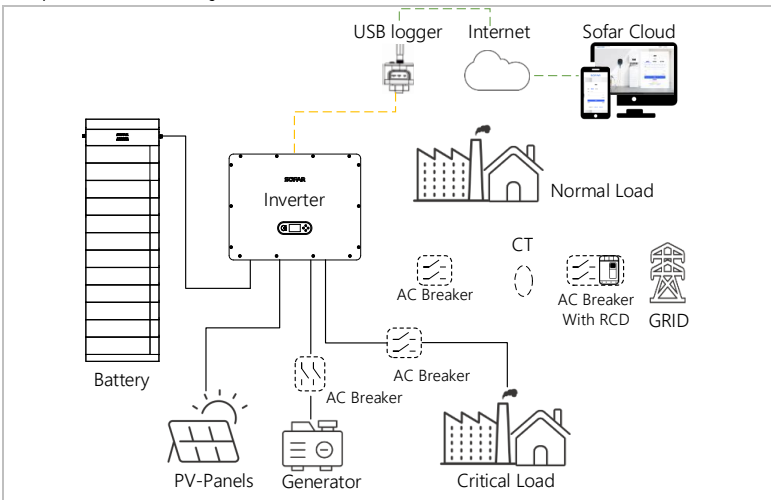 USB logger
Internet
Sofar Cloud
SOFAR
Inverter
Normal Load
CT
AC Breaker
AC Breaker
With RCD
GRID
AC Breaker
Battery
AC Breaker
PV-Panels
Generator
Critical Load